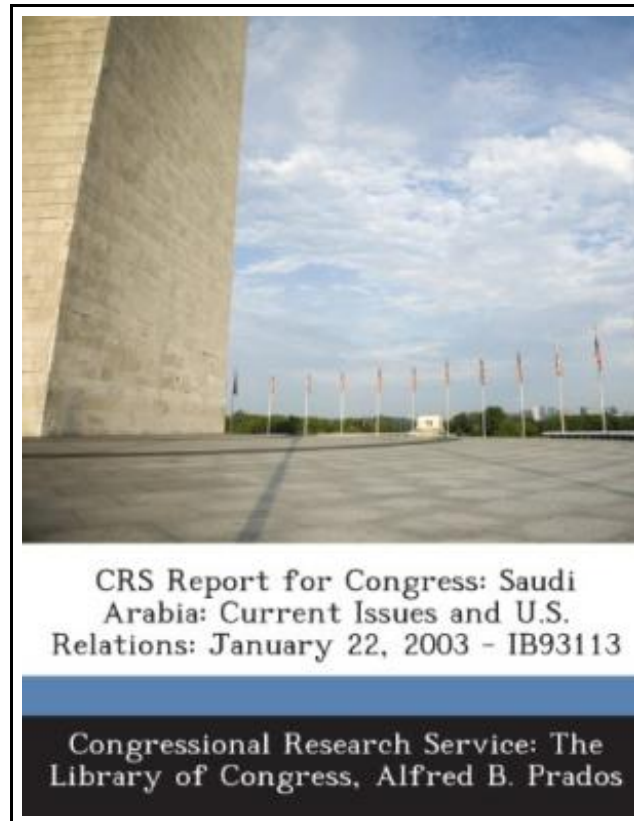 CRS Report for Congress: Saudi
Arabia: Current Issues and U.S.
Relations: January 22, 2003 - IB93113
Congressional Research Service: The
Library of Congress, Alfred B. Prados